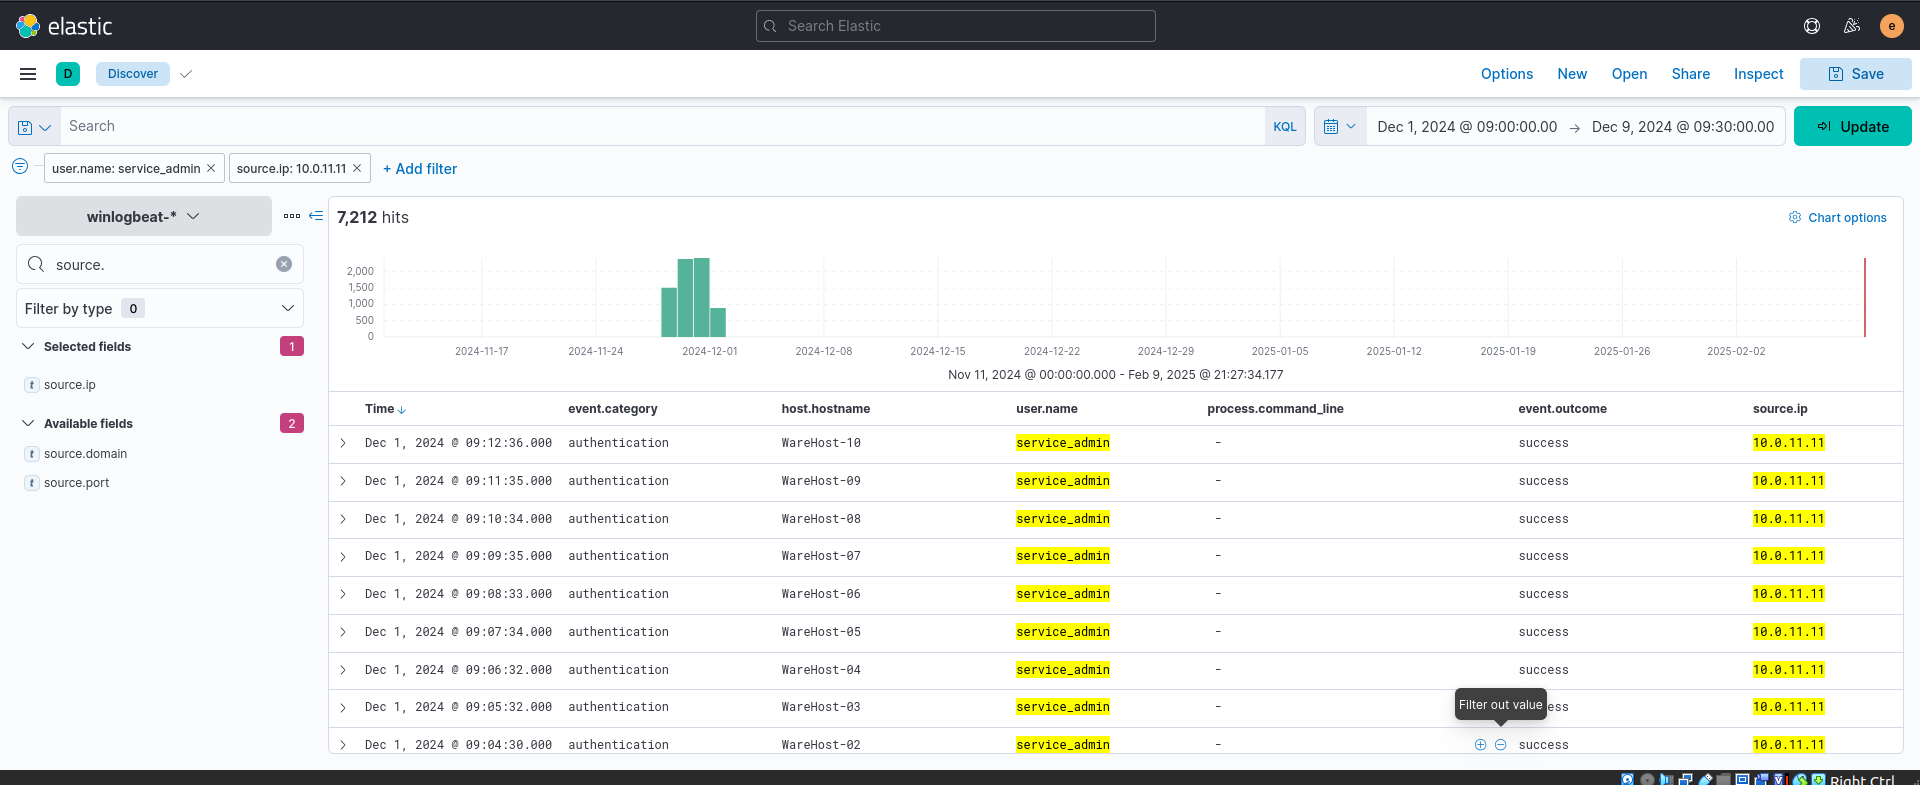 elastic
Search Elastic
e
D
Discover
Options
New
Open
Share
Inspect
Save
Search
KQL
Dec 1, 2024 @ 09:00:00.00 → Dec 9, 2024 @ 09:30:00.00
Update
user.name: service_admin ×
source.ip: 10.0.11.11 ×
+ Add filter
winlogbeat-*
source.
Filter by type 0
Selected fields 1
t source.ip
Available fields 2
t source.domain
t source.port
7,212 hits
Chart options
2,000
1,500
1,000
500
0
2024-11-17 2024-11-24 2024-12-01 2024-12-08 2024-12-15 2024-12-22 2024-12-29 2025-01-05 2025-01-12 2025-01-19 2025-01-26 2025-02-02
Nov 11, 2024 @ 00:00:00.000 - Feb 9, 2025 @ 21:27:34.177
Time ↓ event.category host.hostname user.name process.command_line event.outcome source.ip
Dec 1, 2024 @ 09:12:36.000 authentication WareHost-10 service_admin - success 10.0.11.11
Dec 1, 2024 @ 09:11:35.000 authentication WareHost-09 service_admin - success 10.0.11.11
Dec 1, 2024 @ 09:10:34.000 authentication WareHost-08 service_admin - success 10.0.11.11
Dec 1, 2024 @ 09:09:35.000 authentication WareHost-07 service_admin - success 10.0.11.11
Dec 1, 2024 @ 09:08:33.000 authentication WareHost-06 service_admin - success 10.0.11.11
Dec 1, 2024 @ 09:07:34.000 authentication WareHost-05 service_admin - success 10.0.11.11
Dec 1, 2024 @ 09:06:32.000 authentication WareHost-04 service_admin - success 10.0.11.11
Dec 1, 2024 @ 09:05:32.000 authentication WareHost-03 service_admin - ess 10.0.11.11
Filter out value
Dec 1, 2024 @ 09:04:30.000 authentication WareHost-02 service_admin - success 10.0.11.11
Right Ctrl